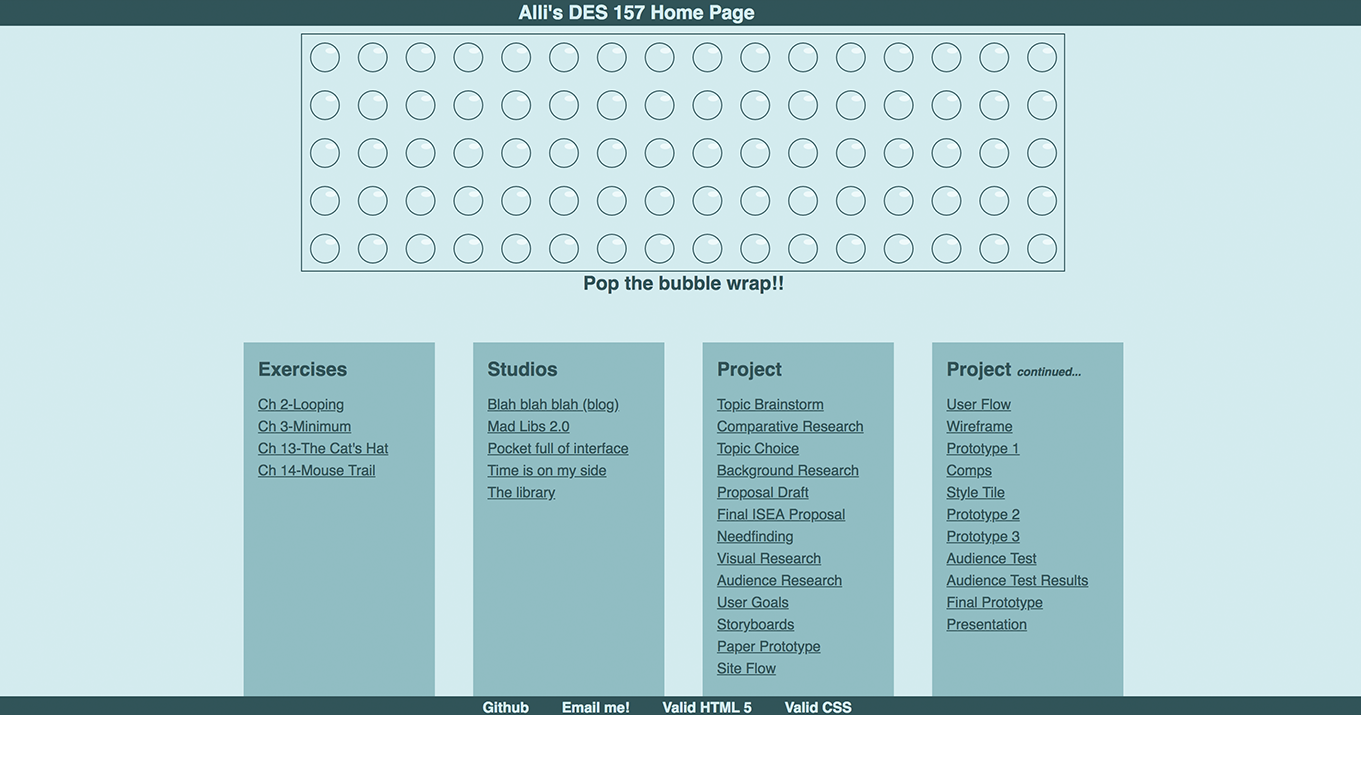 Alli's DES 157 Home Page
Pop the bubble wrap!!
Exercises
Ch 2-Looping
Ch 3-Minimum
Ch 13-The Cat's Hat
Ch 14-Mouse Trail
Studios
Blah blah blah (blog)
Mad Libs 2.0
Pocket full of interface
Time is on my side
The library
Project
Topic Brainstorm
Comparative Research
Topic Choice
Background Research
Proposal Draft
Final ISEA Proposal
Needfinding
Visual Research
Audience Research
User Goals
Storyboards
Paper Prototype
Site Flow
Project continued...
User Flow
Wireframe
Prototype 1
Comps
Style Tile
Prototype 2
Prototype 3
Audience Test
Audience Test Results
Final Prototype
Presentation
Github Email me! Valid HTML 5 Valid CSS